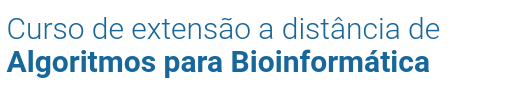 Curso de extensão a distância de
Algoritmos para Bioinformática